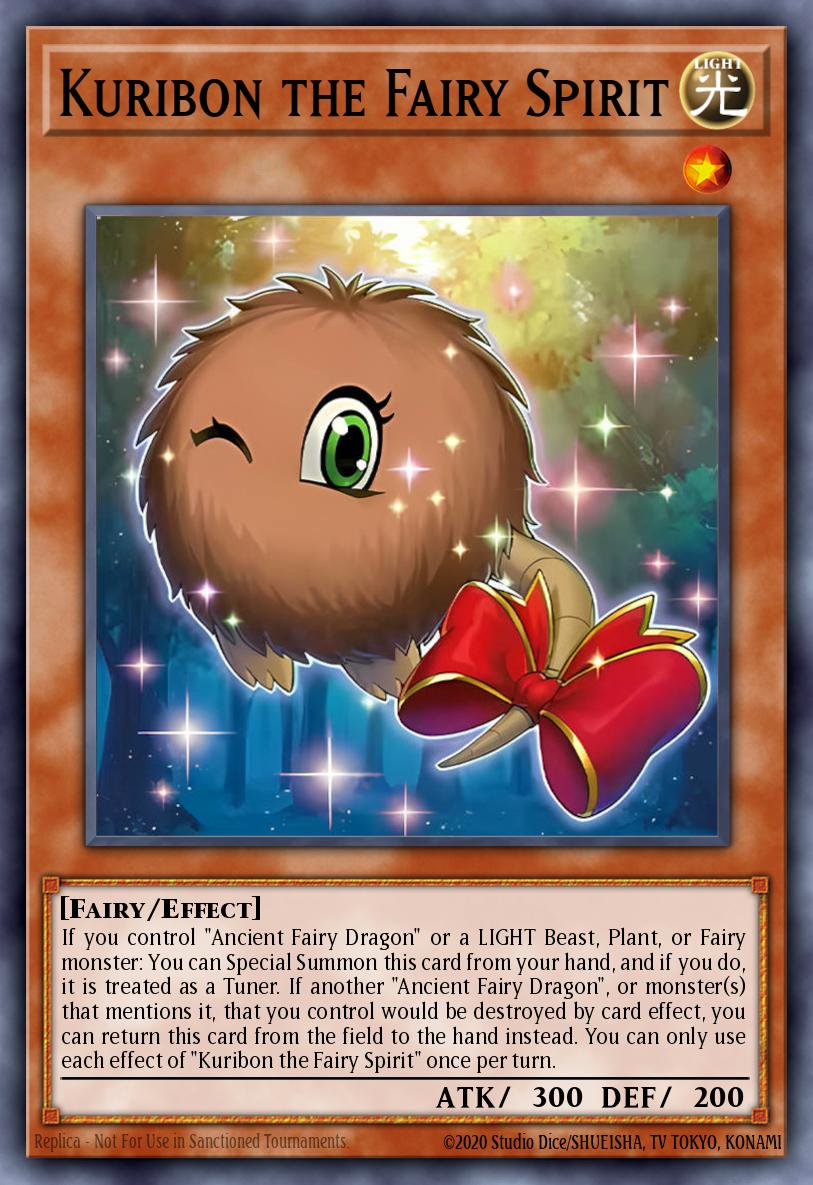 Kuribon the Fairy Spirit
LIGHT
光
[Fairy/Effect]
If you control "Ancient Fairy Dragon" or a LIGHT Beast, Plant, or Fairy
monster: You can Special Summon this card from your hand, and if you do,
it is treated as a Tuner. If another "Ancient Fairy Dragon", or monster(s)
that mentions it, that you control would be destroyed by card effect, you
can return this card from the field to the hand instead. You can only use
each effect of "Kuribon the Fairy Spirit" once per turn.
ATK/ 300 DEF/ 200
Replica - Not For Use in Sanctioned Tournaments.
©2020 Studio Dice/SHUEISHA, TV TOKYO, KONAMI